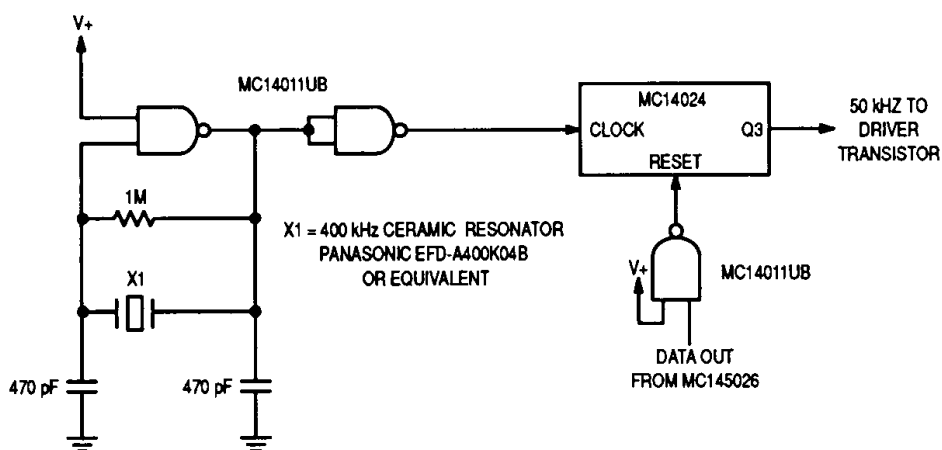 V+
MC14011UB
MC14024
CLOCK
Q3
RESET
50 kHZ TO
DRIVER
TRANSISTOR
1M
X1 = 400 kHz CERAMIC RESONATOR
PANASONIC EFD-A400K04B
OR EQUIVALENT
X1
V+
MC14011UB
470 pF
470 pF
DATA OUT
FROM MC145026